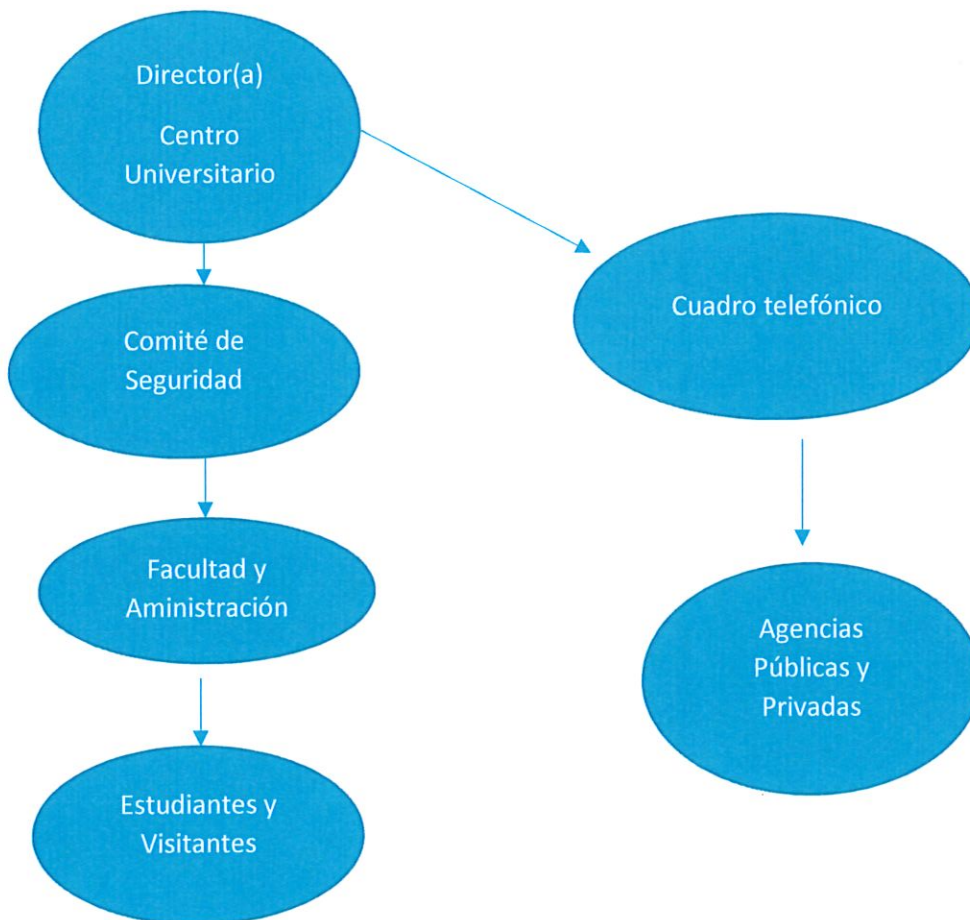 Director(a)
Centro
Universitario
Cuadro telefónico
Comité de
Seguridad
Facultad y
Aministración
Agencias
Públicas y
Privadas
Estudiantes y
Visitantes